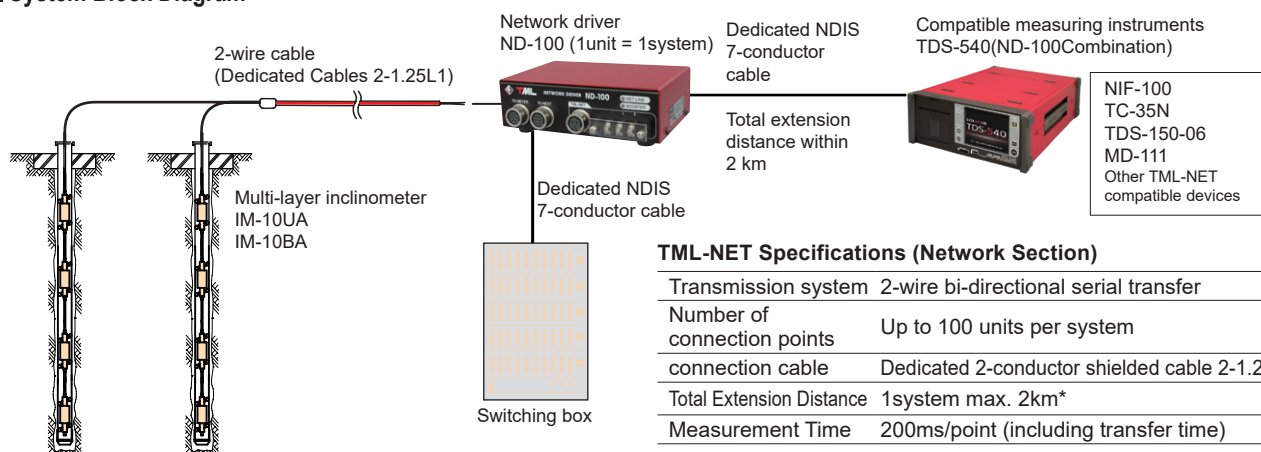 System Block Diagram
Network driver
ND-100 (1unit = 1system)
Dedicated NDIS
7-conductor
cable
Compatible measuring instruments
TDS-540(ND-100Combination)
2-wire cable
(Dedicated Cables 2-1.25L1)
TML NETWORK DRIVER ND-100
TDS-540
NIF-100
TC-35N
TDS-150-06
MD-111
Other TML-NET
compatible devices
Total extension
distance within
2 km
Multi-layer inclinometer
IM-10UA
IM-10BA
Dedicated NDIS
7-conductor cable
Switching box
TML-NET Specifications (Network Section)
Transmission system 2-wire bi-directional serial transfer
Number of
connection points Up to 100 units per system
connection cable Dedicated 2-conductor shielded cable 2-1.2
Total Extension Distance 1system max. 2km*
Measurement Time 200ms/point (including transfer time)